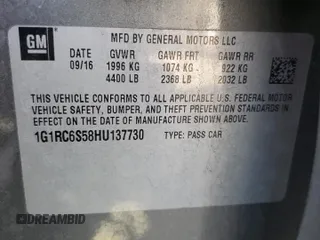 GM
MFD BY GENERAL MOTORS LLC
DATE GVWR GAWR FRT GAWR RR
09/16 1996 KG 1074 KG 922 KG
4400 LB 2368 LB 2032 LB
THIS VEHICLE CONFORMS TO ALL APPLICABLE U.S. FEDERAL MOTOR
VEHICLE SAFETY, BUMPER, AND THEFT PREVENTION STANDARDS IN
EFFECT ON THE DATE OF MANUFACTURE SHOWN ABOVE.
1G1RC6S58HU137730 TYPE: PASS CAR
DREAMBID